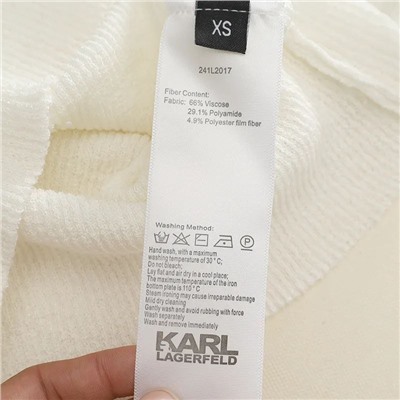 XS
241L2017
Fiber Content:
Fabric: 66% Viscose
29.1% Polyamide
4.9% Polyester film fiber
Washing Method:
P
Hand wash, with a maximum
washing temperature of 30°C;
Do not bleach;
Lay flat and air dry in a cool place;
The maximum temperature of the iron
bottom plate is 110°C
Steam ironing may cause irreparable damage
Mild dry cleaning
Gently wash and avoid rubbing with force
Wash separately
Wash and remove immediately
KARL
LAGERFELD